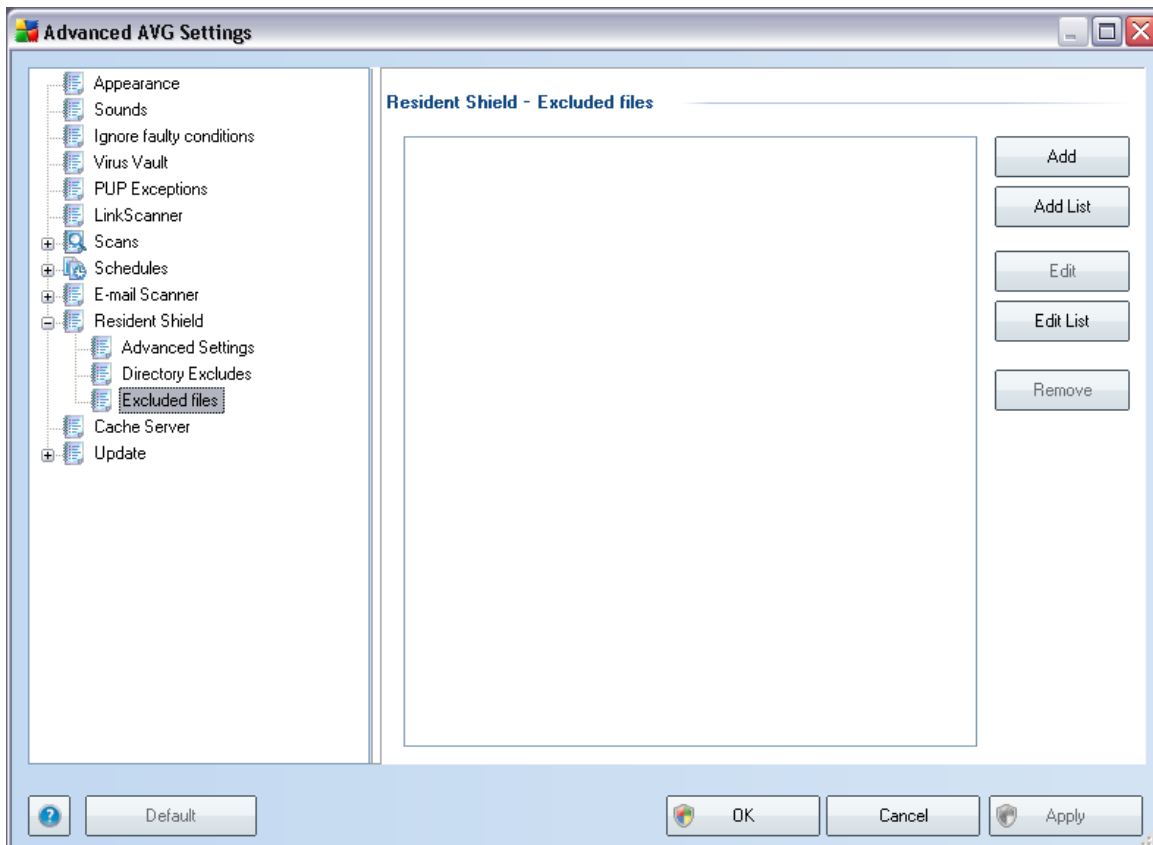 Advanced AVG Settings
Appearance
Sounds
Ignore faulty conditions
Virus Vault
PUP Exceptions
LinkScanner
Scans
Schedules
E-mail Scanner
Resident Shield
Advanced Settings
Directory Excludes
Excluded files
Cache Server
Update
Resident Shield - Excluded files
Add
Add List
Edit
Edit List
Remove
Default
OK
Cancel
Apply